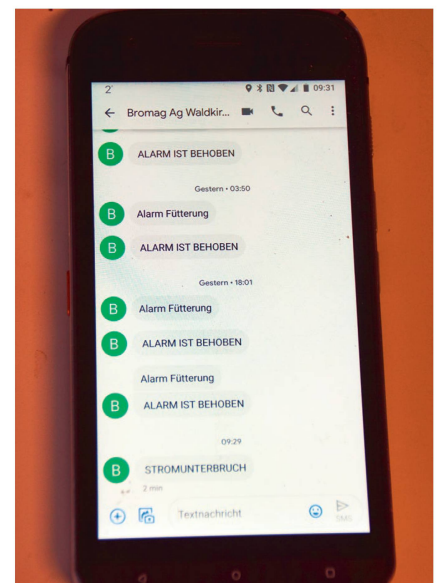 2°
09:31
Bromag Ag Waldkir...
ALARM IST BEHOBEN
Gestern • 03:50
Alarm Fütterung
ALARM IST BEHOBEN
Gestern • 18:01
Alarm Fütterung
ALARM IST BEHOBEN
Alarm Fütterung
ALARM IST BEHOBEN
09:29
STROMUNTERBRUCH
2 min
Textnachricht
SMS